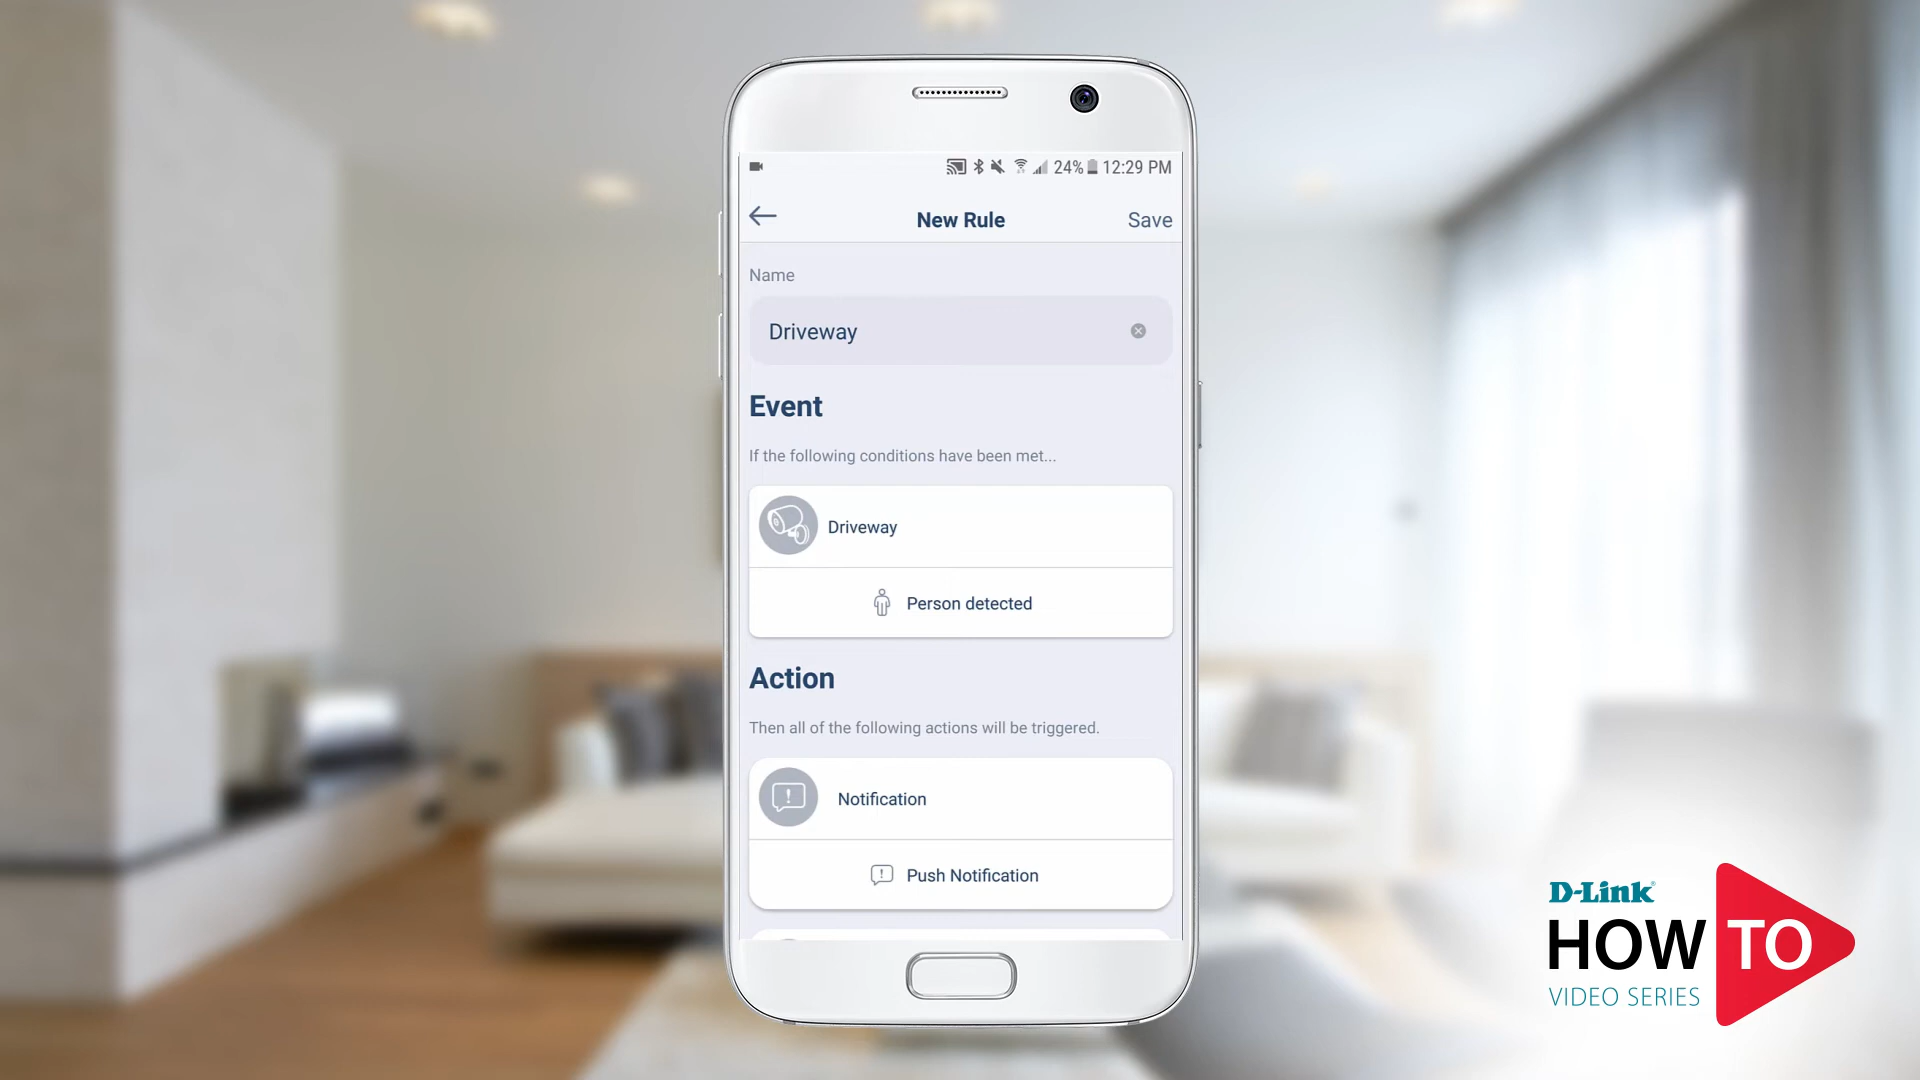 24% 12:29 PM
New Rule
Save
Name
Driveway
Event
If the following conditions have been met...
Driveway
Person detected
Action
Then all of the following actions will be triggered.
Notification
Push Notification
D-Link®
HOW TO
VIDEO SERIES